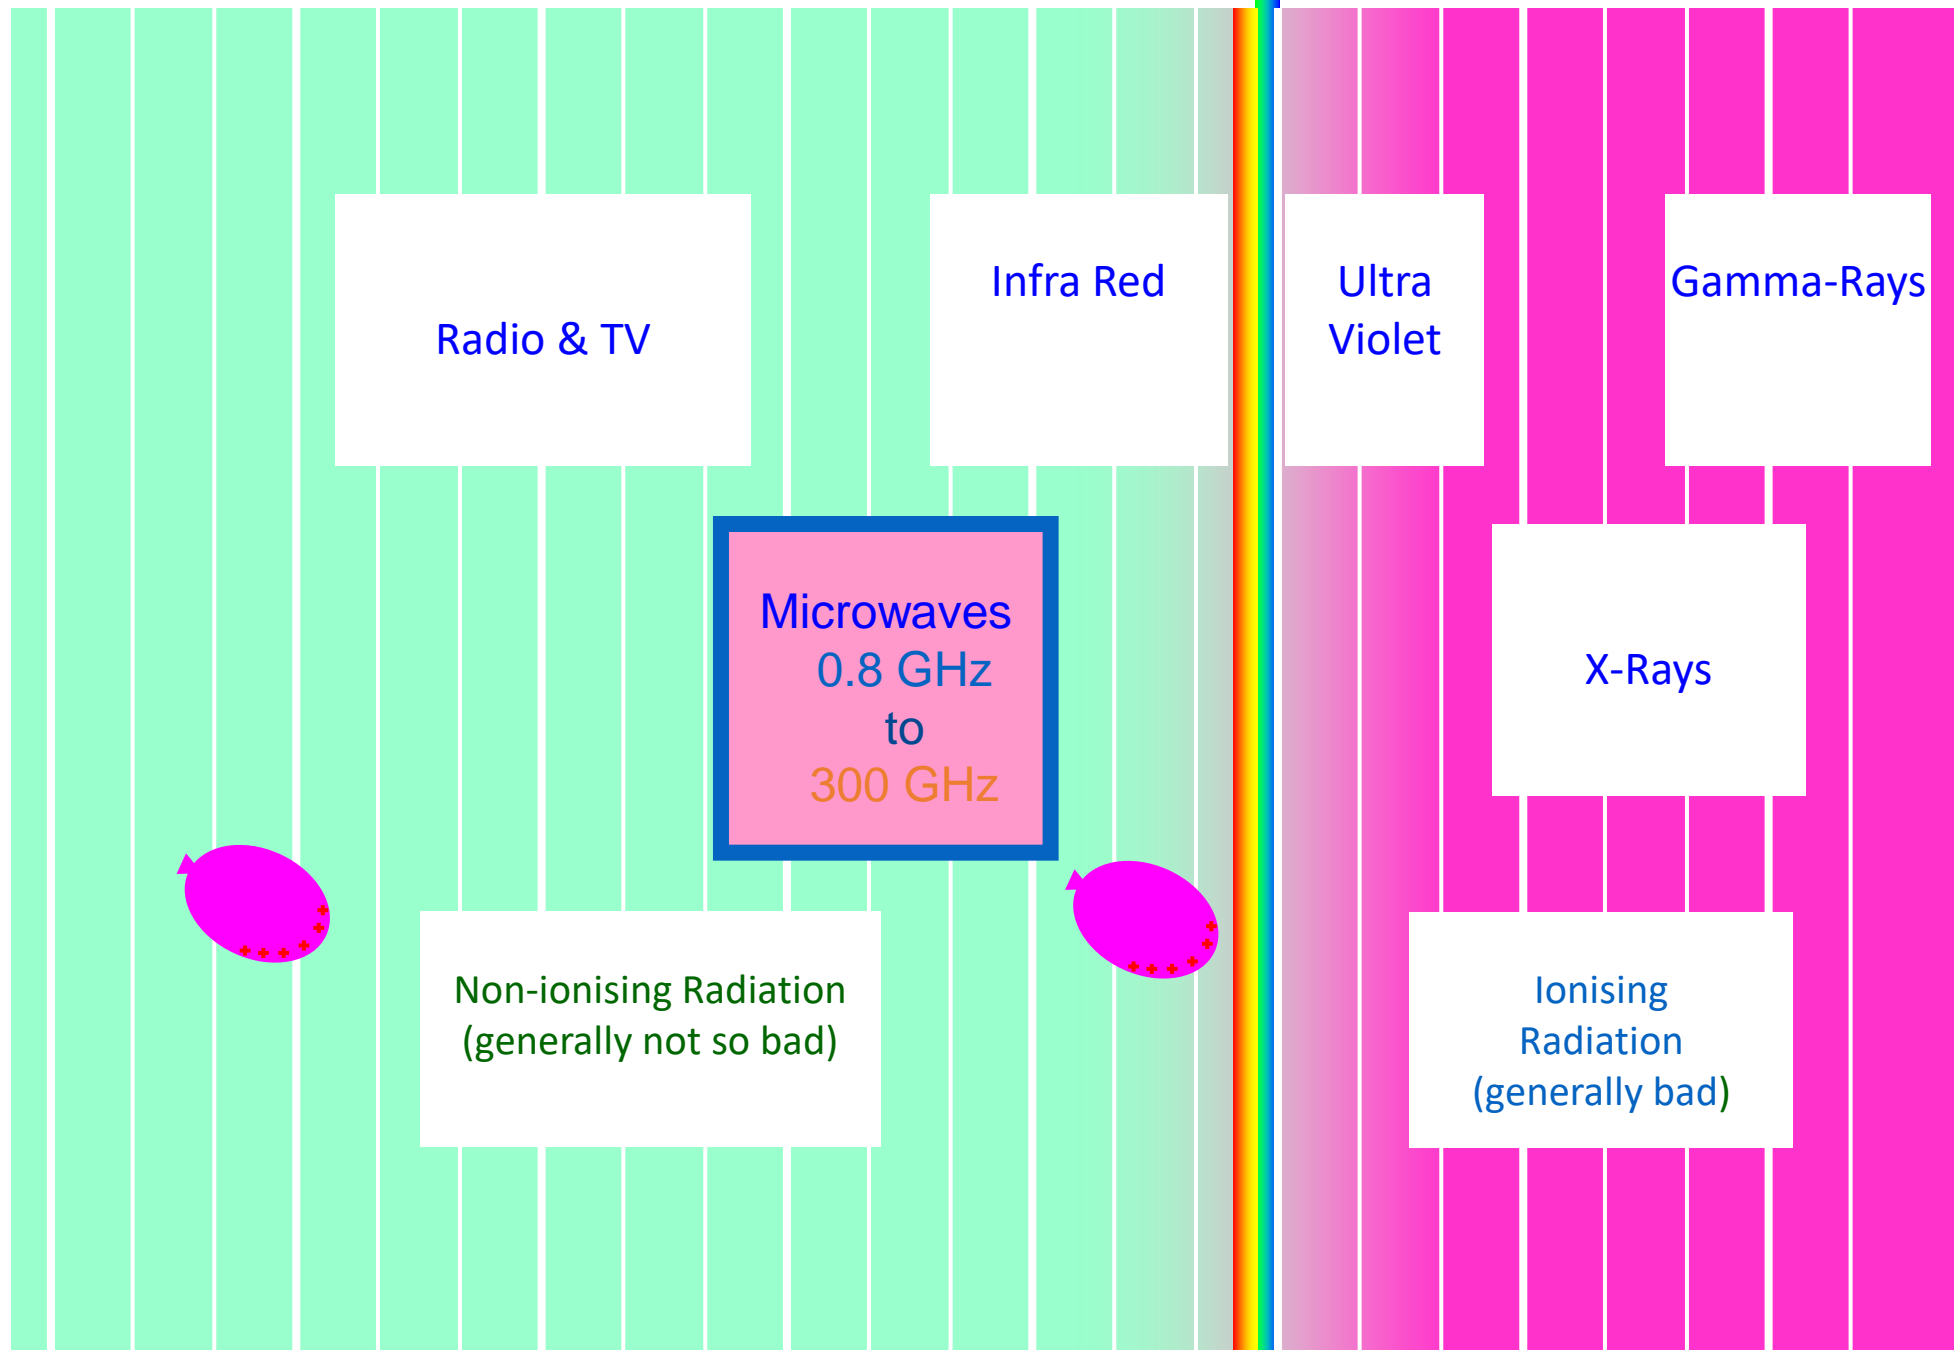 Radio & TV
Infra Red
Ultra
Violet
Gamma-Rays
Microwaves
0.8 GHz
to
300 GHz
X-Rays
Non-ionising Radiation
(generally not so bad)
Ionising
Radiation
(generally bad)